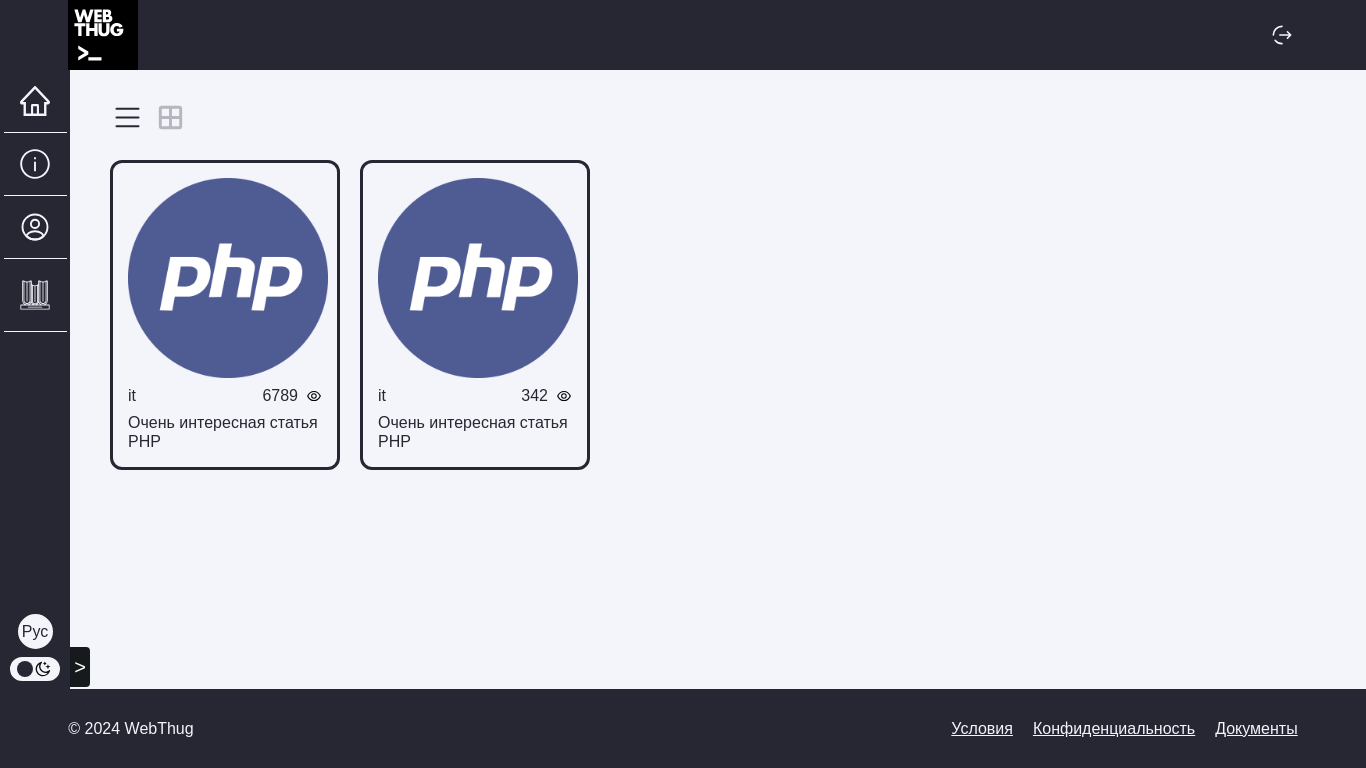 WEB
THUG
>_
php
php
it 6789
it 342
Очень интересная статья
PHP
Очень интересная статья
PHP
Рус
>
© 2024 WebThug
Условия Конфиденциальность Документы